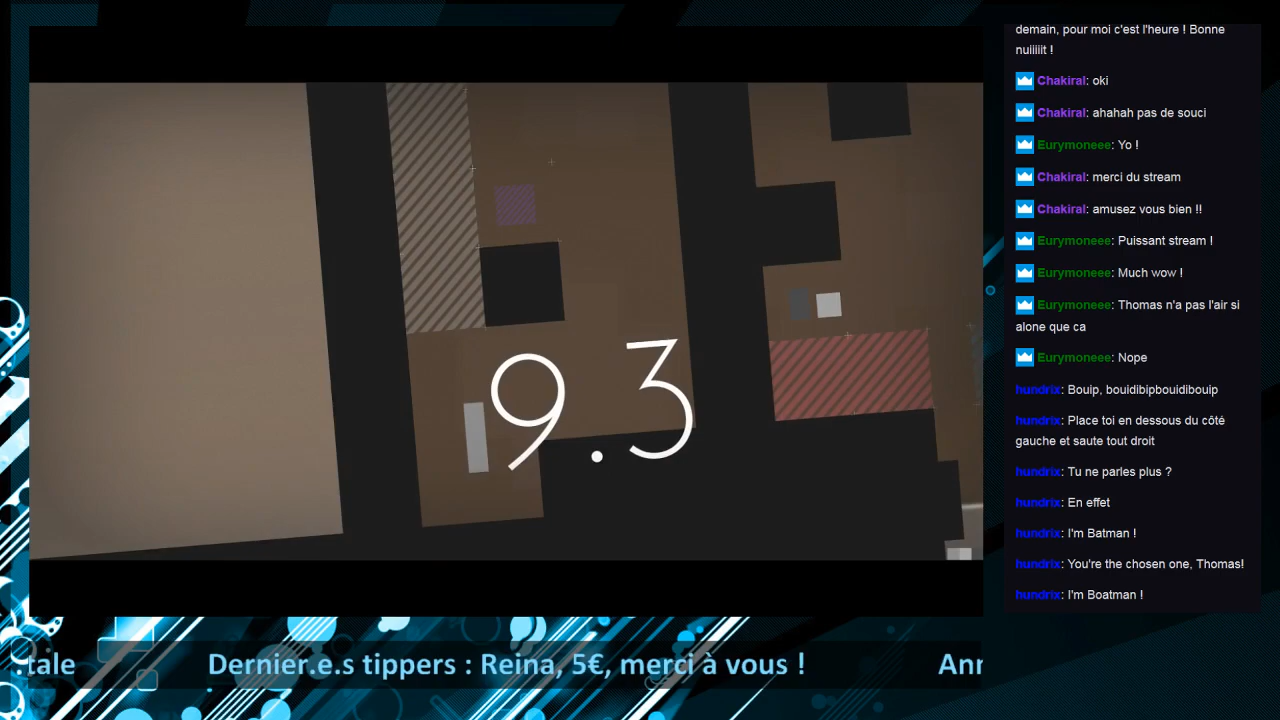 9.3
demain, pour moi c'est l'heure ! Bonne
nuiiiiit !
Chakiral: oki
Chakiral: ahahah pas de souci
Eurymoneee: Yo !
Chakiral: merci du stream
Chakiral: amusez vous bien !!
Eurymoneee: Puissant stream !
Eurymoneee: Much wow !
Eurymoneee: Thomas n'a pas l'air si
alone que ca
Eurymoneee: Nope
hundrix: Bouip, bouidibipbouidibouip
hundrix: Place toi en dessous du côté
gauche et saute tout droit
hundrix: Tu ne parles plus ?
hundrix: En effet
hundrix: I'm Batman !
hundrix: You're the chosen one, Thomas!
hundrix: I'm Boatman !
tale Dernier.e.s tippers : Reina, 5€, merci à vous ! Anr